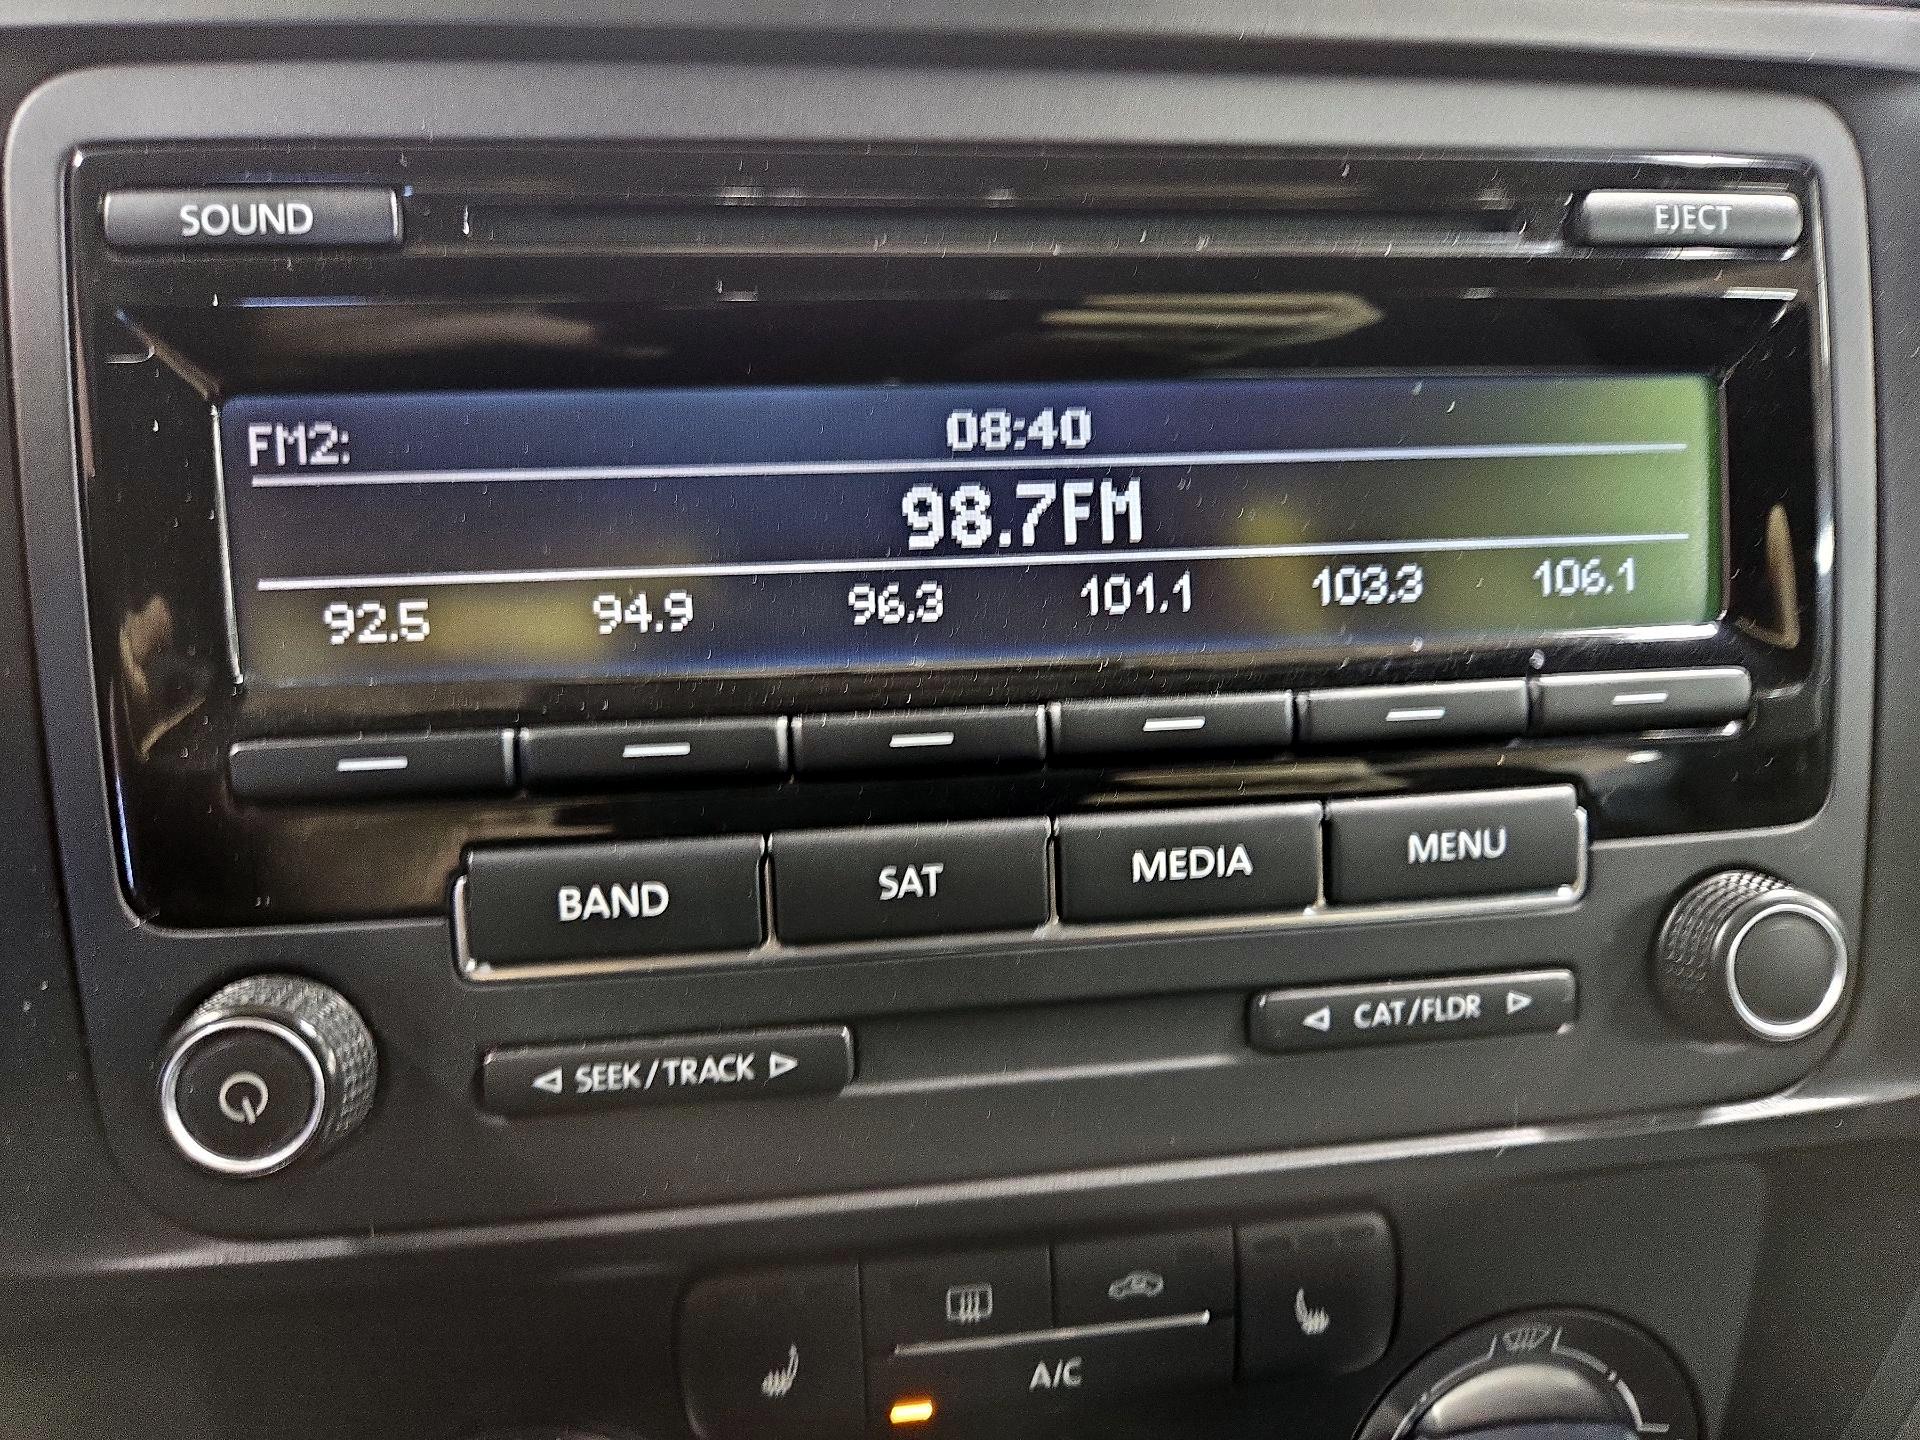 SOUND EJECT
FM2: 08:40
98.7FM
92.5 94.9 96.3 101.1 103.3 106.1
BAND SAT MEDIA MENU
SEEK/TRACK CAT/FLDR
A/C